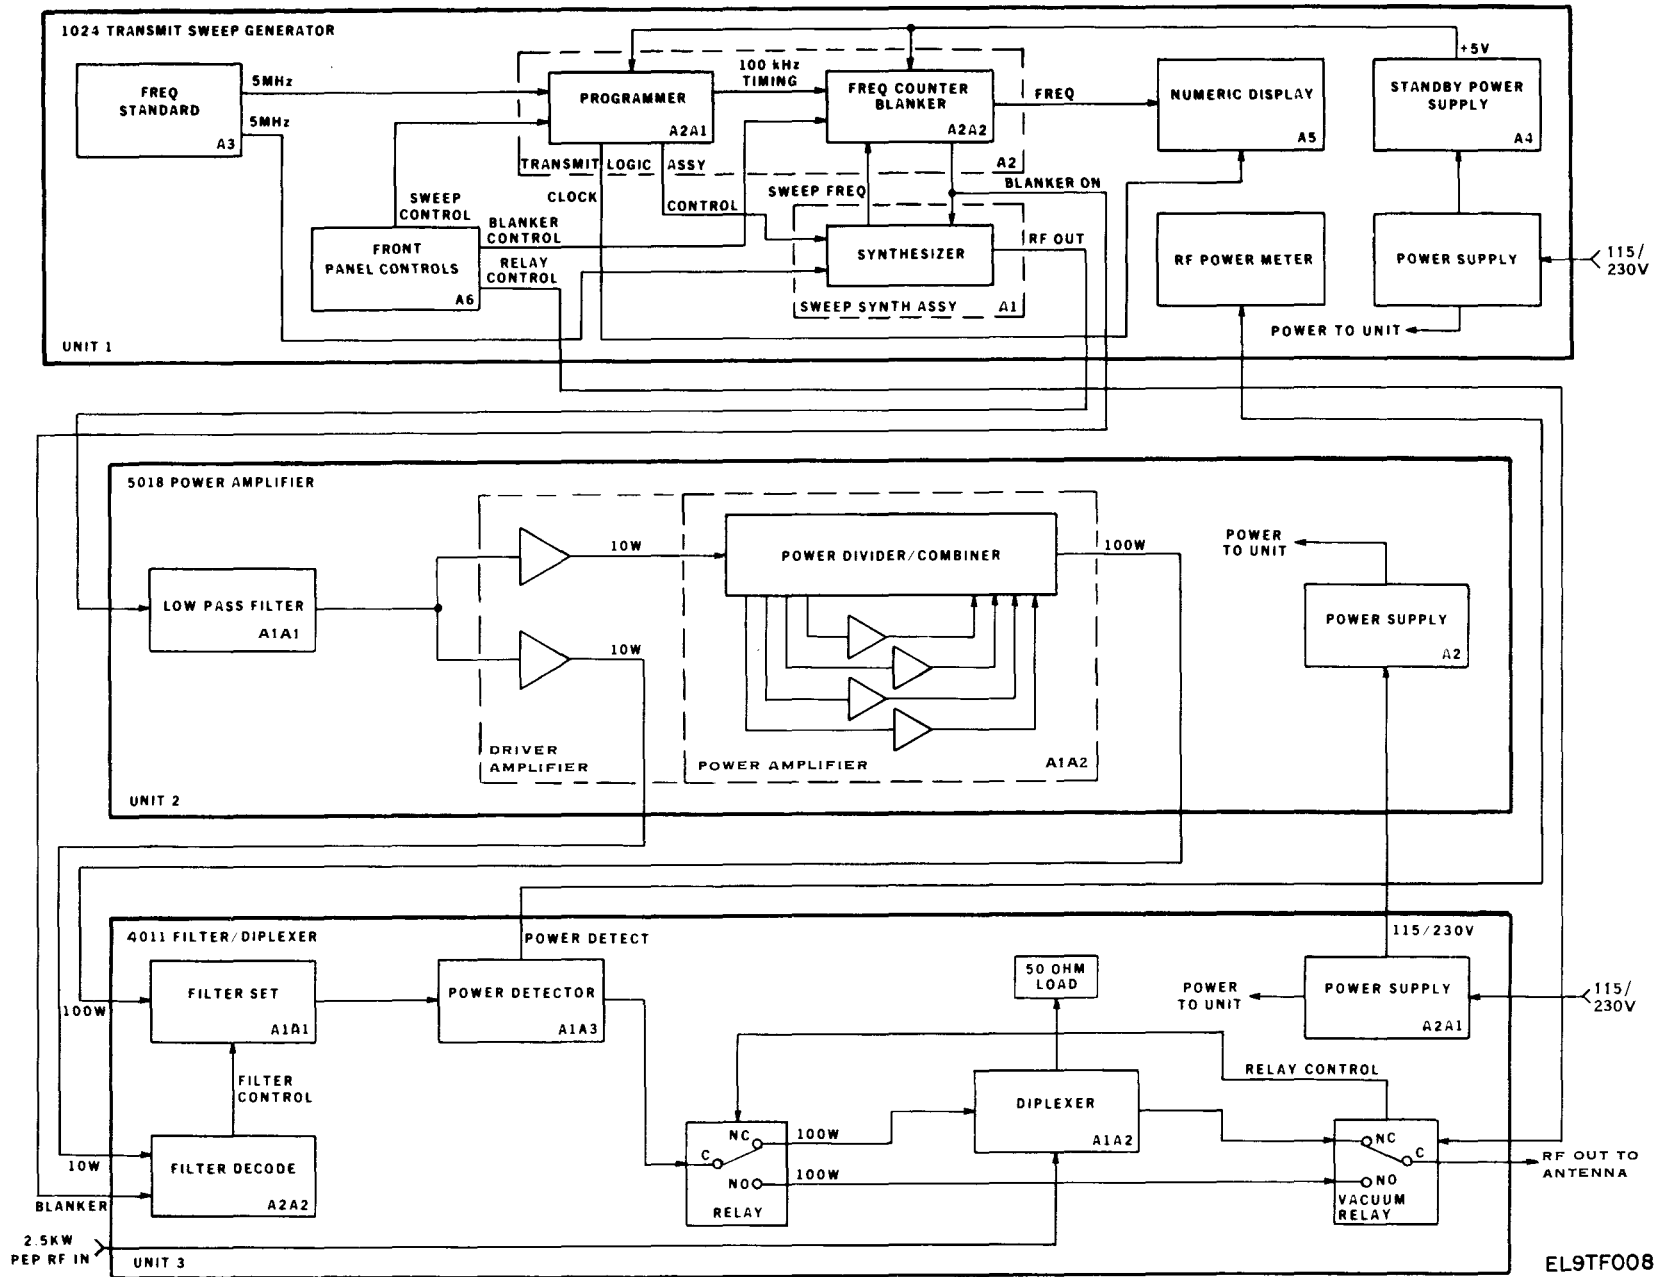 1024 TRANSMIT SWEEP GENERATOR
FREQ
STANDARD
A3
5MHz
5MHz
PROGRAMMER
A2A1
100 kHz
TIMING
FREQ COUNTER
BLANKER
A2A2
TRANSMIT LOGIC ASSY
A2
FREQ
NUMERIC DISPLAY
A5
+5V
STANDBY POWER
SUPPLY
A4
SWEEP
CONTROL
CLOCK
CONTROL
SWEEP FREQ
BLANKER ON
BLANKER
CONTROL
RELAY
CONTROL
FRONT
PANEL CONTROLS
A6
SYNTHESIZER
SWEEP SYNTH ASSY
A1
RF OUT
RF POWER METER
POWER SUPPLY
115/
230V
POWER TO UNIT
UNIT 1
5018 POWER AMPLIFIER
LOW PASS FILTER
A1A1
10W
10W
POWER DIVIDER/COMBINER
100W
DRIVER
AMPLIFIER
POWER AMPLIFIER
A1A2
POWER
TO UNIT
POWER SUPPLY
A2
UNIT 2
4011 FILTER/DIPLEXER
POWER DETECT
115/230V
FILTER SET
A1A1
100W
POWER DETECTOR
A1A3
50 OHM
LOAD
POWER
TO UNIT
POWER SUPPLY
A2A1
115/
230V
FILTER
CONTROL
RELAY CONTROL
DIPLEXER
A1A2
FILTER DECODE
A2A2
10W
BLANKER
NC
C
NO
RELAY
100W
100W
NC
C
NO
VACUUM
RELAY
RF OUT TO
ANTENNA
2.5KW
PEP RF IN
UNIT 3
EL9TF008